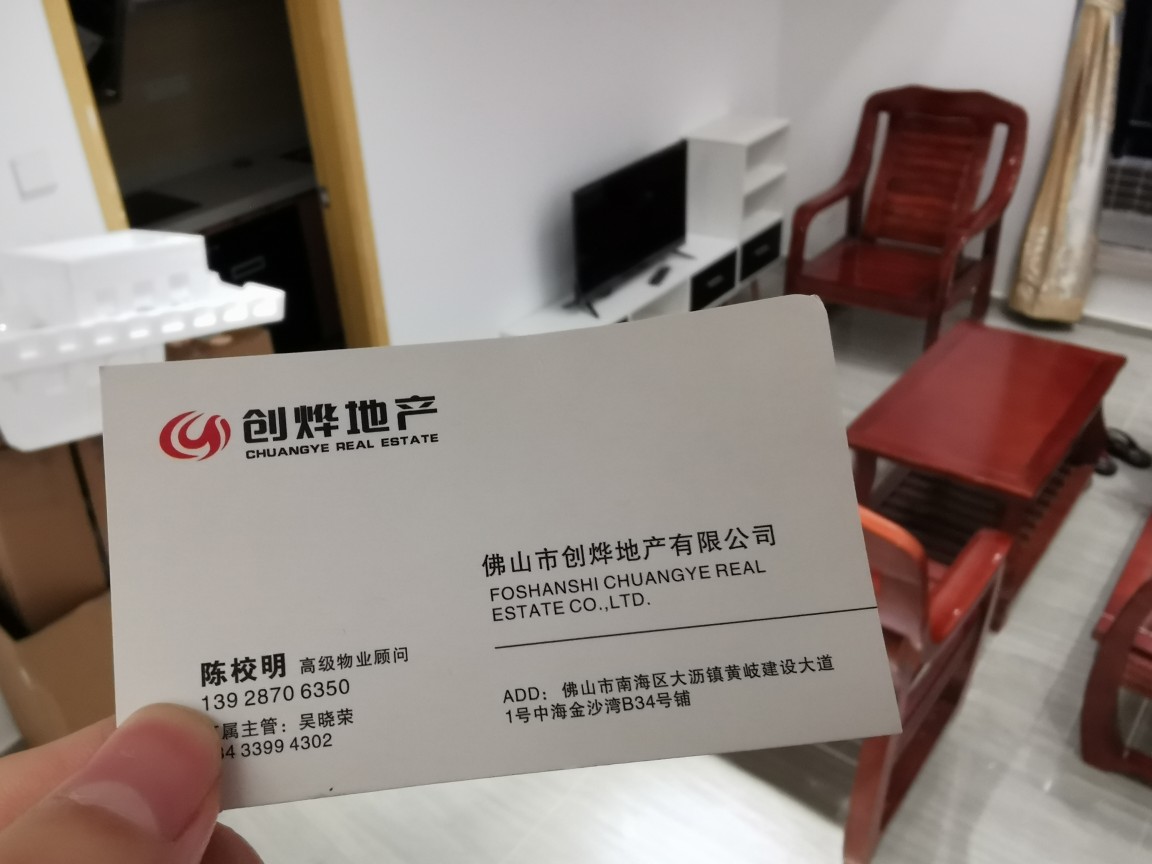 创烨地产
CHUANGYE REAL ESTATE
佛山市创烨地产有限公司
FOSHANSHI CHUANGYE REAL
ESTATE CO.,LTD.
陈校明 高级物业顾问
139 2870 6350
属主管：吴晓荣
4 3399 4302
ADD：佛山市南海区大沥镇黄岐建设大道
1号中海金沙湾B34号铺